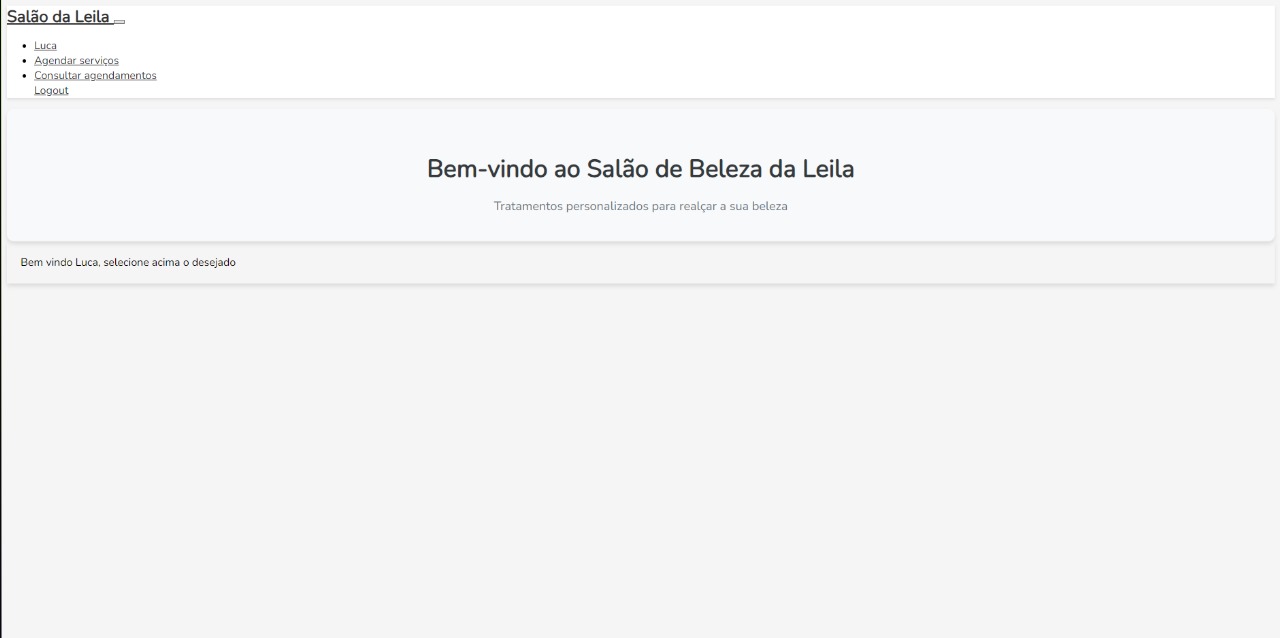 Salão da Leila
Luca
Agendar serviços
Consultar agendamentos
Logout
Bem-vindo ao Salão de Beleza da Leila
Tratamentos personalizados para realçar a sua beleza
Bem vindo Luca, selecione acima o desejado